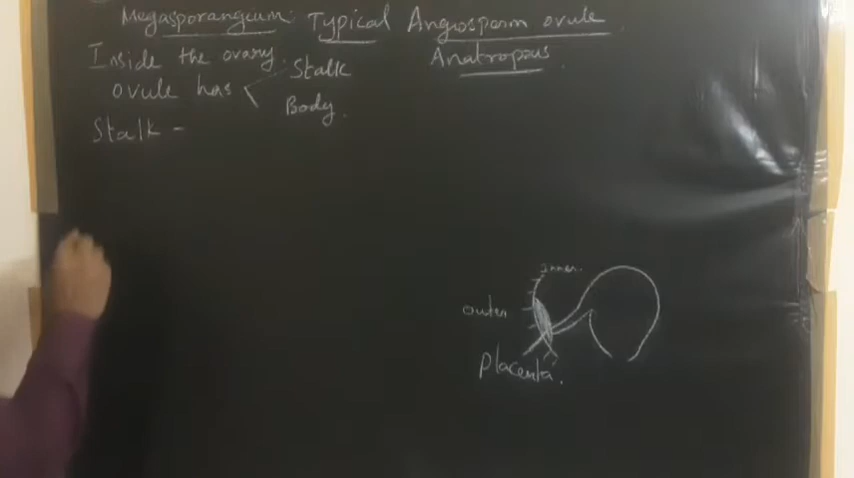 Megasporangium. Typical Angiosperm ovule
Anatropous.
Inside the ovary.
ovule has
Stalk
Body.
Stalk -
inner.
outer
Placenta.